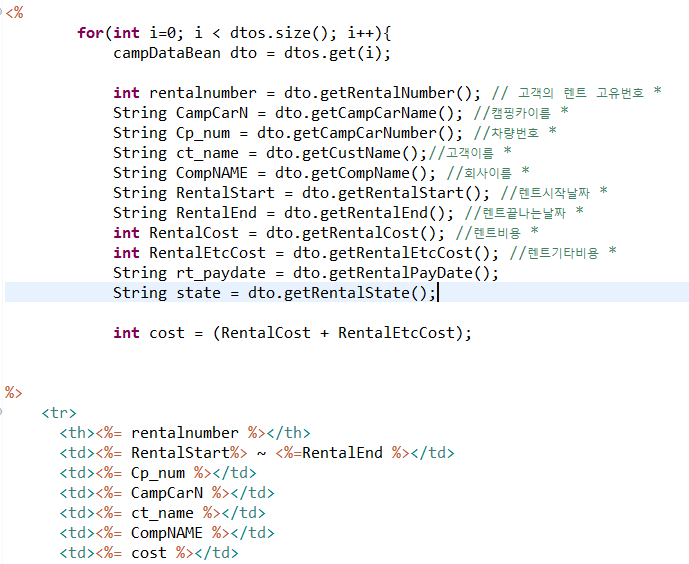 <%
for(int i=0; i < dtos.size(); i++){
campDataBean dto = dtos.get(i);
int rentalnumber = dto.getRentalNumber(); // 고객의 렌트 고유번호 *
String CampCarN = dto.getCampCarName(); //캠핑카이름 *
String Cp_num = dto.getCampCarNumber(); //차량번호 *
String ct_name = dto.getCustName();//고객이름 *
String CompNAME = dto.getCompName(); //회사이름 *
String RentalStart = dto.getRentalStart(); //렌트시작날짜 *
String RentalEnd = dto.getRentalEnd(); //렌트끝나는날짜 *
int RentalCost = dto.getRentalCost(); //렌트비용 *
int RentalEtcCost = dto.getRentalEtcCost(); //렌트기타비용 *
String rt_paydate = dto.getRentalPayDate();
String state = dto.getRentalState();
int cost = (RentalCost + RentalEtcCost);
%>
<tr>
<th><%= rentalnumber %></th>
<td><%= RentalStart%> ~ <%=RentalEnd %></td>
<td><%= Cp_num %></td>
<td><%= CampCarN %></td>
<td><%= ct_name %></td>
<td><%= CompNAME %></td>
<td><%= cost %></td>